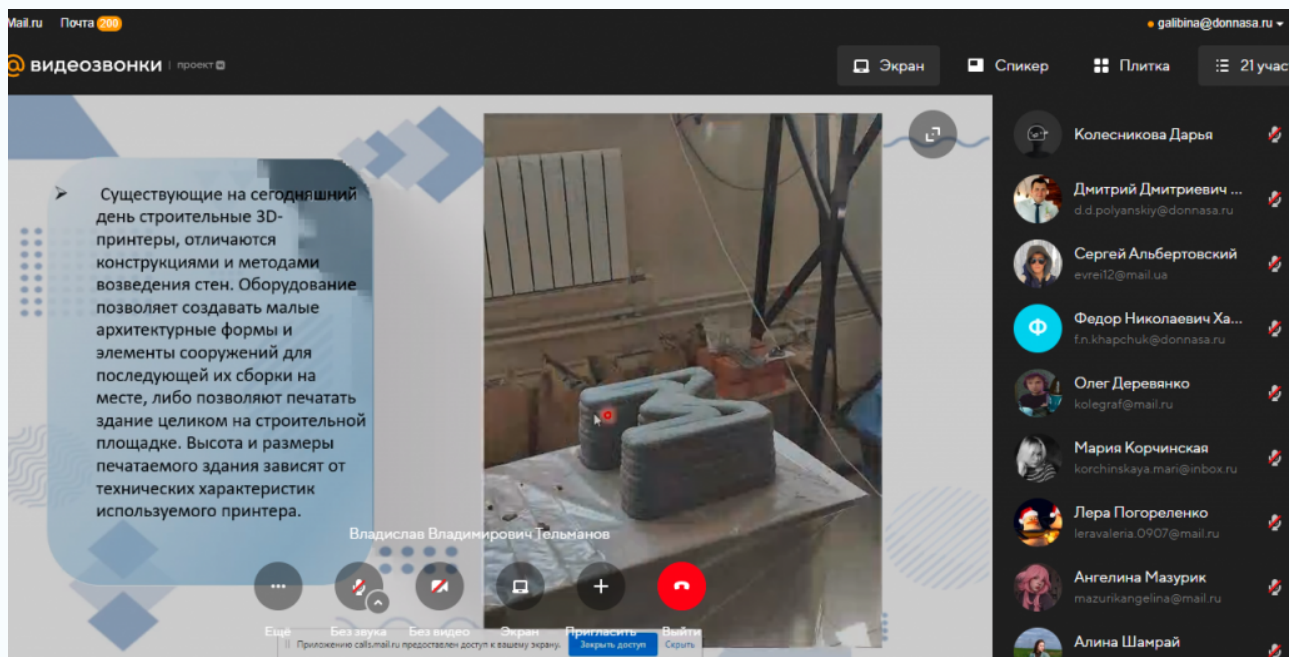 Mail.ru Почта 200
galibina@donnasa.ru
видеозвонки проект
Экран
Спикер
Плитка
21 учас
Существующие на сегодняшний
день строительные 3D-
принтеры, отличаются
конструкциями и методами
возведения стен. Оборудование
позволяет создавать малые
архитектурные формы и
элементы сооружений для
последующей их сборки на
месте, либо позволяют печатать
здание целиком на строительной
площадке. Высота и размеры
печатаемого здания зависят от
технических характеристик
используемого принтера.
Владислав Владимирович Тельманов
Ещё
Без звука
Без видео
Экран
Пригласить
Выйти
Приложению calls.mail.ru предоставлен доступ к вашему экрану.
Закрыть доступ
Скрыть
Колесникова Дарья
Дмитрий Дмитриевич ...
d.d.polyanskiy@donnasa.ru
Сергей Альбертовский
evrei12@mail.ua
Ф
Федор Николаевич Ха...
f.n.khapchuk@donnasa.ru
Олег Деревянко
kolegraf@mail.ru
Мария Корчинская
korchinskaya.mari@inbox.ru
Лера Погореленко
leravaleria.0907@mail.ru
Ангелина Мазурик
mazurikangelina@mail.ru
Алина Шамрай